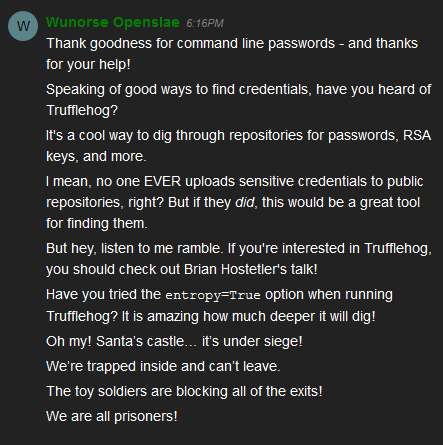 W
Wunorse Openslae 6:16PM
Thank goodness for command line passwords - and thanks
for your help!
Speaking of good ways to find credentials, have you heard of
Trufflehog?
It's a cool way to dig through repositories for passwords, RSA
keys, and more.
I mean, no one EVER uploads sensitive credentials to public
repositories, right? But if they did, this would be a great tool
for finding them.
But hey, listen to me ramble. If you're interested in Trufflehog,
you should check out Brian Hostetler's talk!
Have you tried the entropy=True option when running
Trufflehog? It is amazing how much deeper it will dig!
Oh my! Santa’s castle… it’s under siege!
We’re trapped inside and can’t leave.
The toy soldiers are blocking all of the exits!
We are all prisoners!